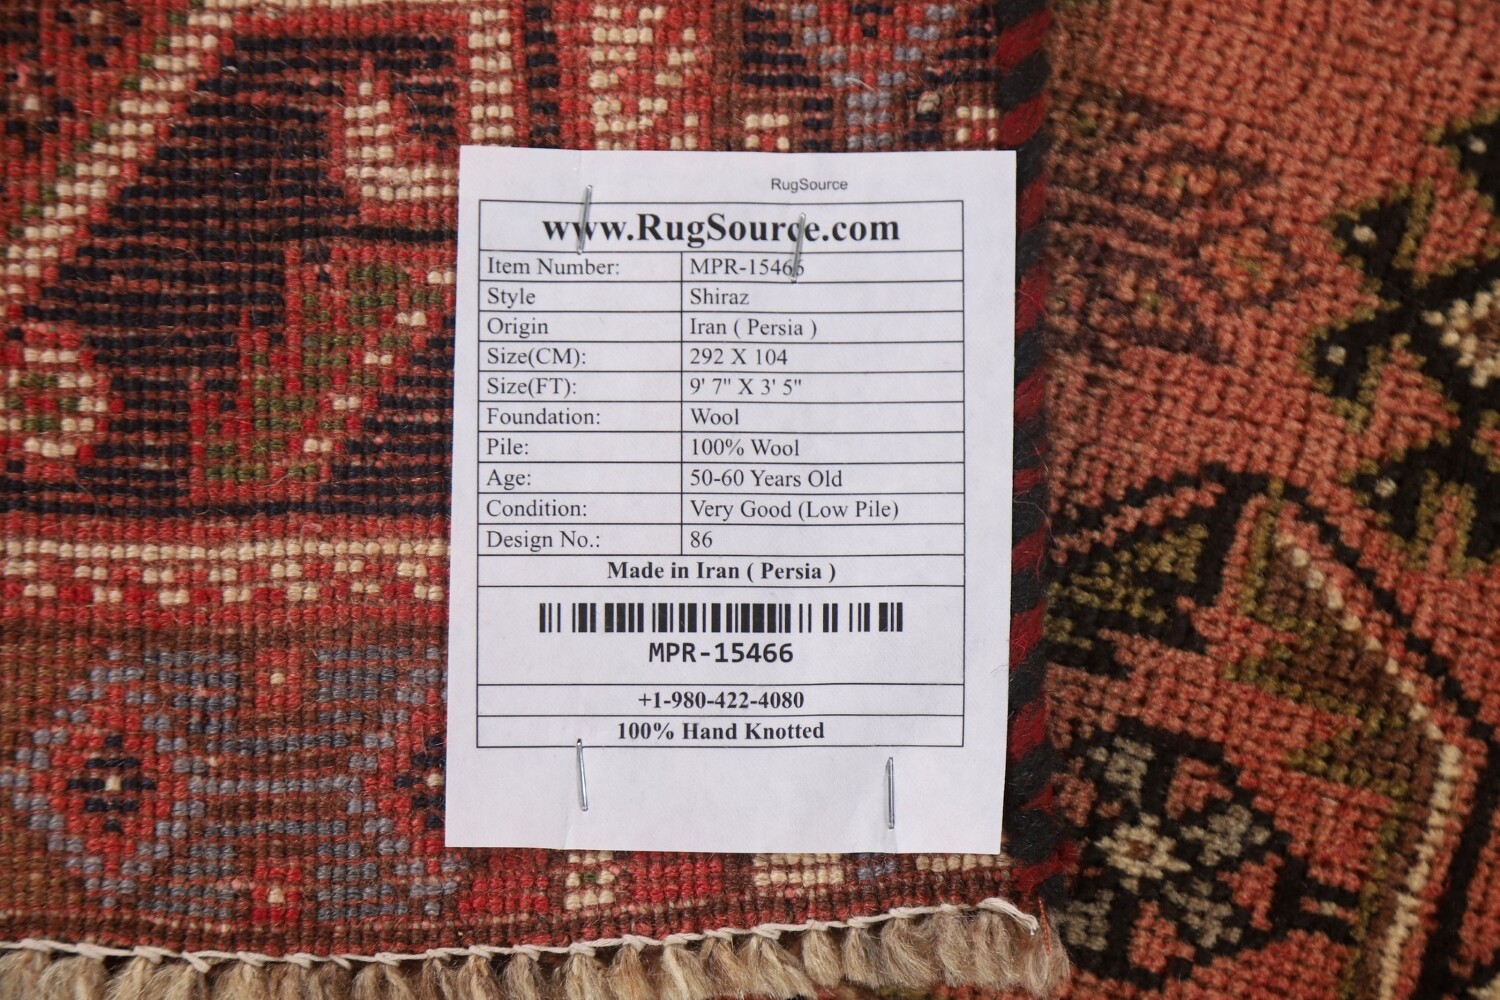 RugSource
www.RugSource.com
Item Number: MPR-15466
Style Shiraz
Origin Iran ( Persia )
Size(CM): 292 X 104
Size(FT): 9' 7" X 3' 5"
Foundation: Wool
Pile: 100% Wool
Age: 50-60 Years Old
Condition: Very Good (Low Pile)
Design No.: 86
Made in Iran ( Persia )
MPR-15466
+1-980-422-4080
100% Hand Knotted